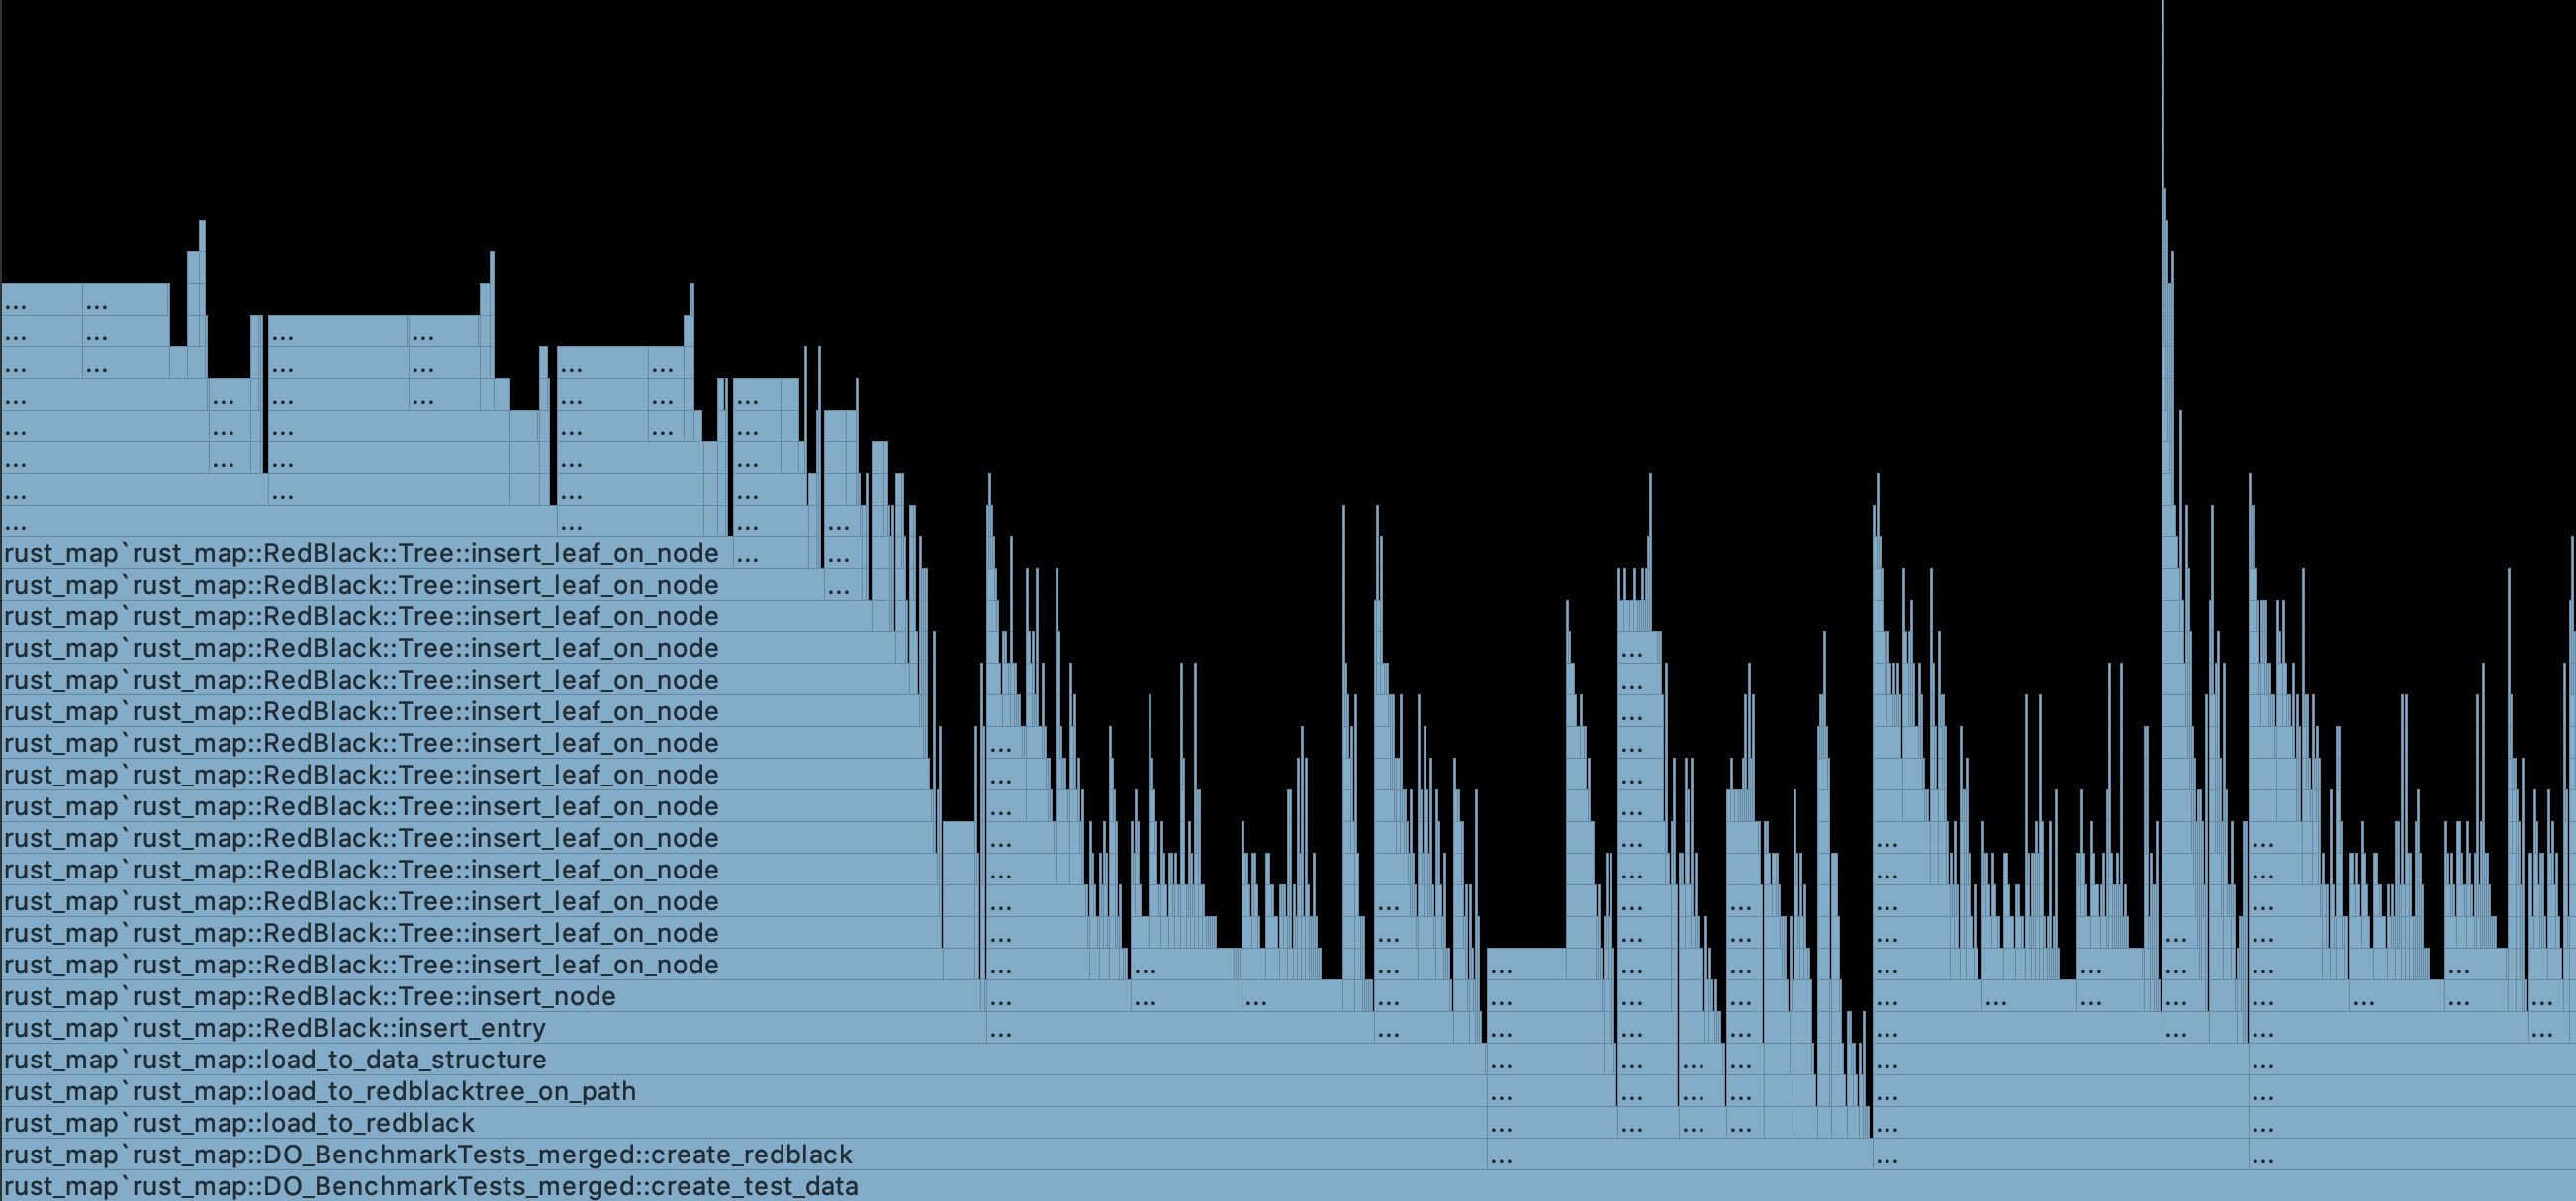 ... ...
... ...
... ... ... ...
... ... ... ... ... ...
... ... ... ... ... ... ...
... ... ... ... ...
... ... ... ...
... ... ... ...
rust_map`rust_map::RedBlack::Tree::insert_leaf_on_node ... ...
rust_map`rust_map::RedBlack::Tree::insert_leaf_on_node ...
rust_map`rust_map::RedBlack::Tree::insert_leaf_on_node
rust_map`rust_map::RedBlack::Tree::insert_leaf_on_node ...
rust_map`rust_map::RedBlack::Tree::insert_leaf_on_node ...
rust_map`rust_map::RedBlack::Tree::insert_leaf_on_node ...
rust_map`rust_map::RedBlack::Tree::insert_leaf_on_node ... ...
rust_map`rust_map::RedBlack::Tree::insert_leaf_on_node ... ...
rust_map`rust_map::RedBlack::Tree::insert_leaf_on_node ... ...
rust_map`rust_map::RedBlack::Tree::insert_leaf_on_node ... ... ... ...
rust_map`rust_map::RedBlack::Tree::insert_leaf_on_node ... ... ... ...
rust_map`rust_map::RedBlack::Tree::insert_leaf_on_node ... ... ... ... ... ...
rust_map`rust_map::RedBlack::Tree::insert_leaf_on_node ... ... ... ... ... ... ...
rust_map`rust_map::RedBlack::Tree::insert_leaf_on_node ... ... ... ... ... ... ... ... ... ... ...
rust_map`rust_map::RedBlack::Tree::insert_node ... ... ... ... ... ... ... ... ... ... ... ... ... ...
rust_map`rust_map::RedBlack::insert_entry ... ... ... ... ... ... ... ... ...
rust_map`rust_map::load_to_data_structure ... ... ... ... ... ...
rust_map`rust_map::load_to_redblacktree_on_path ... ... ... ... ... ...
rust_map`rust_map::load_to_redblack ... ... ... ... ... ...
rust_map`rust_map::DO_BenchmarkTests_merged::create_redblack ... ... ...
rust_map`rust_map::DO_BenchmarkTests_merged::create_test_data